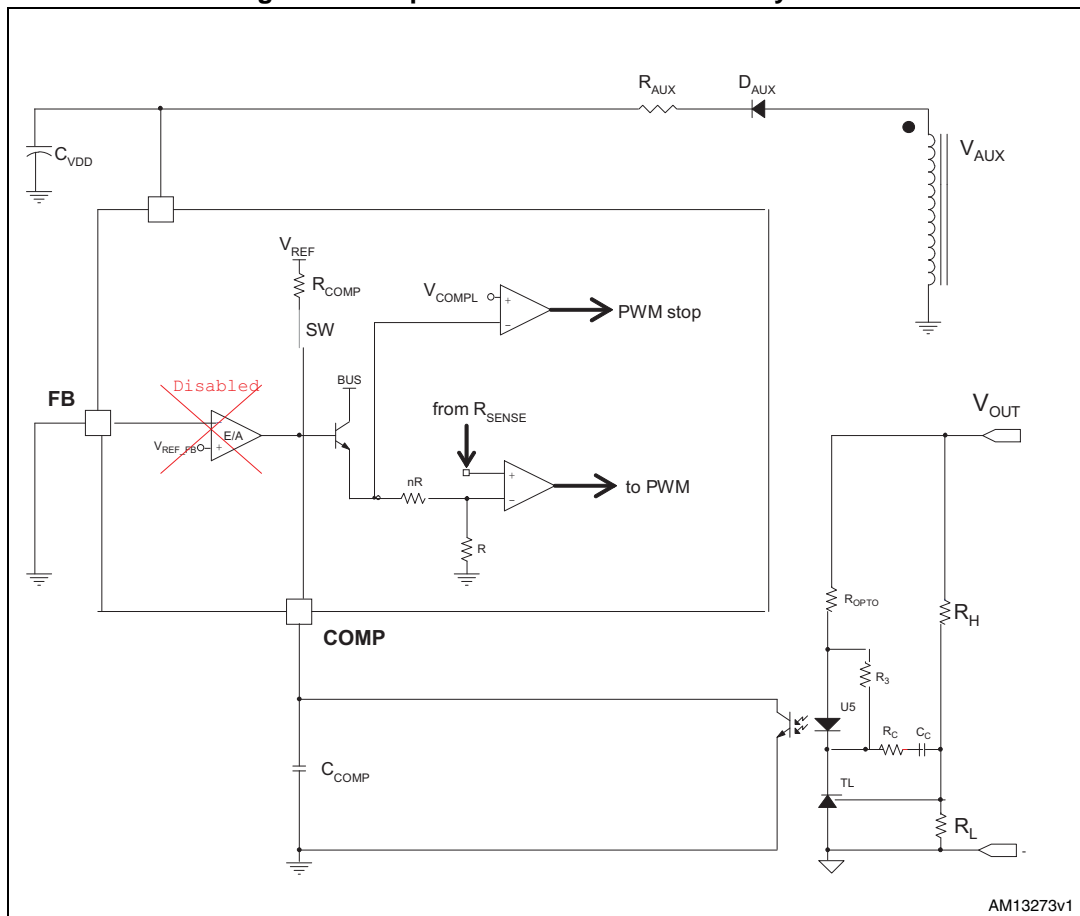 R_AUX
D_AUX
C_VDD
V_AUX
V_REF
R_COMP
V_COMPL
+
−
PWM stop
SW
Disabled
FB
BUS
from R_SENSE
V_OUT
E/A
V_REF_FB
+
−
+
−
to PWM
nR
R
R_OPTO
R_H
COMP
R_3
U5
R_C
C_C
C_COMP
TL
R_L
-
AM13273v1